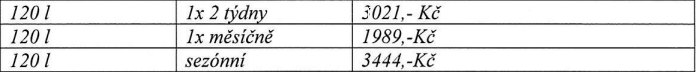 120 l 1x 2 týdny 3021,- Kč
120 l 1x měsíčně 1989,-Kč
120 l sezónní 3444,-Kč